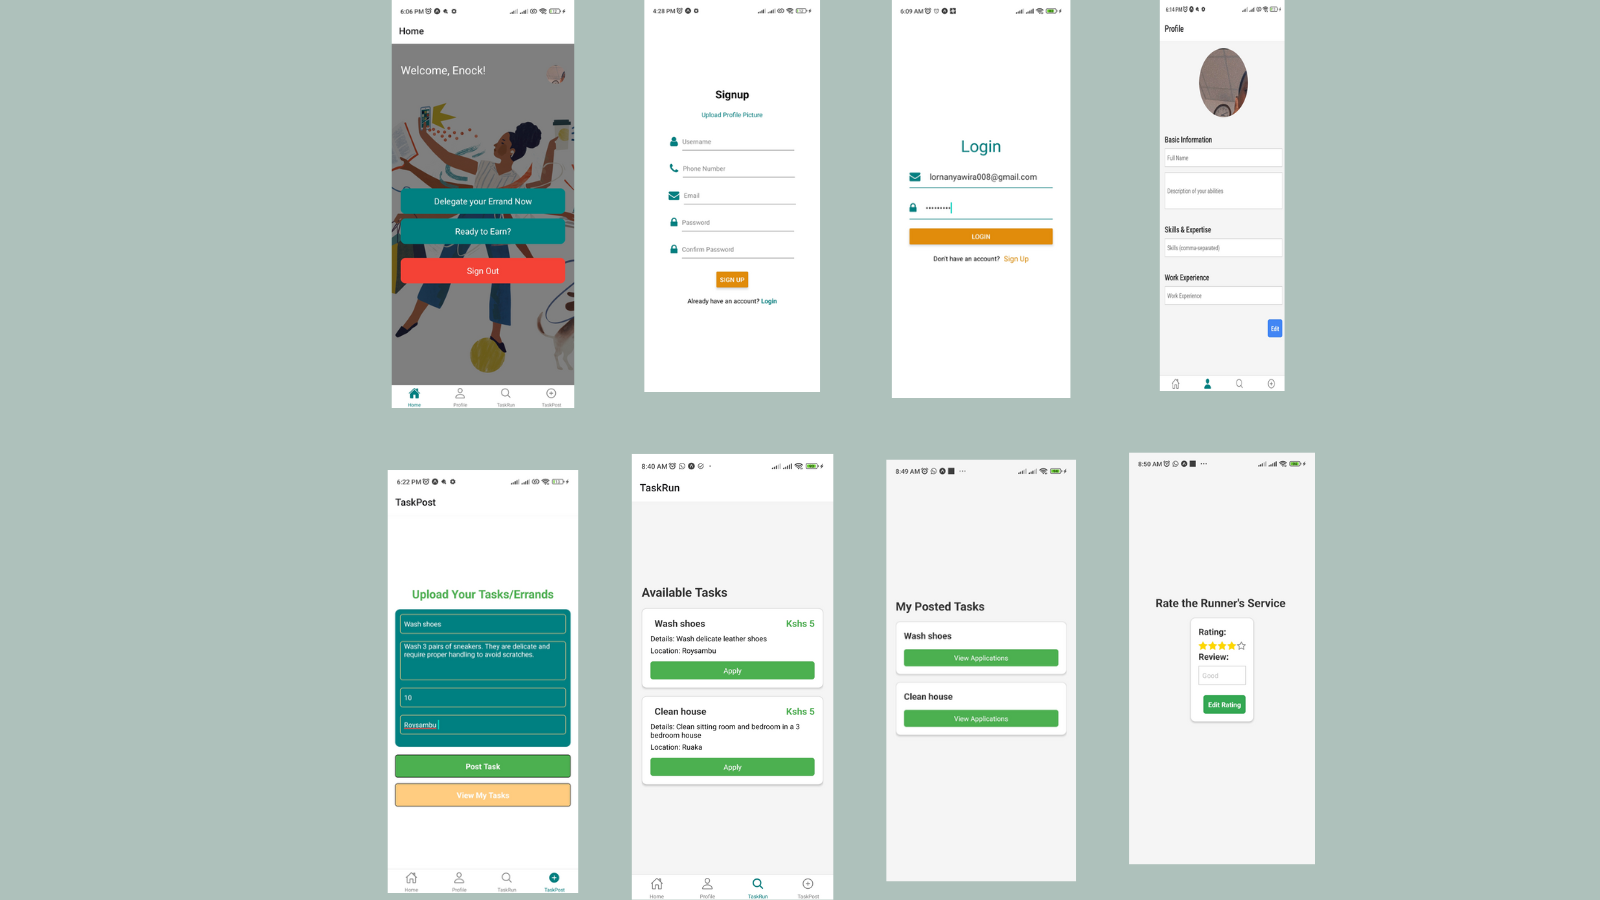 6:06 PM
Home
Welcome, Enock!
Delegate your Errand Now
Ready to Earn?
Sign Out
Home
Profile
TaskRun
TaskPost
4:28 PM
Signup
Upload Profile Picture
Username
Phone Number
Email
Password
Confirm Password
SIGN UP
Already have an account? Login
6:09 AM
Login
lornanyawira008@gmail.com
LOGIN
Don't have an account? Sign Up
6:14 PM
Profile
Basic Information
Full Name
Description of your abilities
Skills & Expertise
Skills (comma-separated)
Work Experience
Work Experience
Edit
6:22 PM
TaskPost
Upload Your Tasks/Errands
Wash shoes
Wash 3 pairs of sneakers. They are delicate and
require proper handling to avoid scratches.
10
Roysambu
Post Task
View My Tasks
Home
Profile
TaskRun
TaskPost
8:40 AM
TaskRun
Available Tasks
Wash shoes Kshs 5
Details: Wash delicate leather shoes
Location: Roysambu
Apply
Clean house Kshs 5
Details: Clean sitting room and bedroom in a 3
bedroom house
Location: Ruaka
Apply
Home
Profile
TaskRun
TaskPost
8:49 AM
My Posted Tasks
Wash shoes
View Applications
Clean house
View Applications
8:50 AM
Rate the Runner's Service
Rating:
Review:
Good
Edit Rating